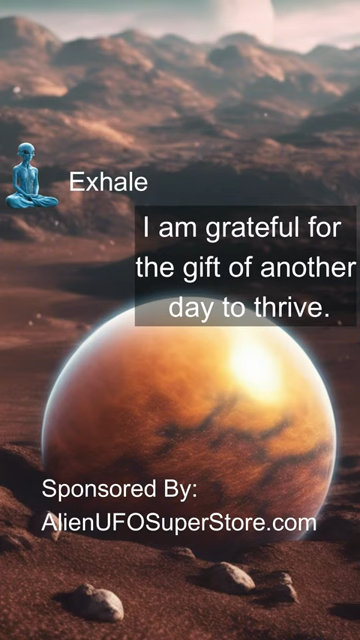 Exhale
I am grateful for
the gift of another
day to thrive.
Sponsored By:
AlienUFOSuperStore.com